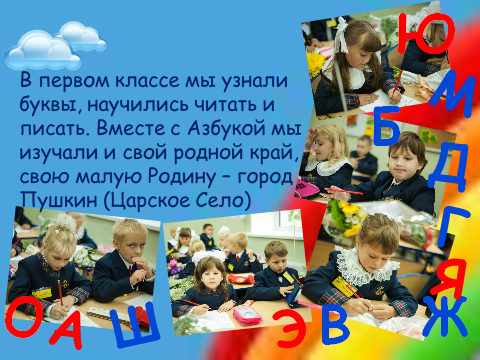 В первом классе мы узнали
буквы, научились читать и
писать. Вместе с Азбукой мы
изучали и свой родной край,
свою малую Родину – город
Пушкин (Царское Село)
Ю
М
Б
Д
Г
Я
О А Ш Э В Ж